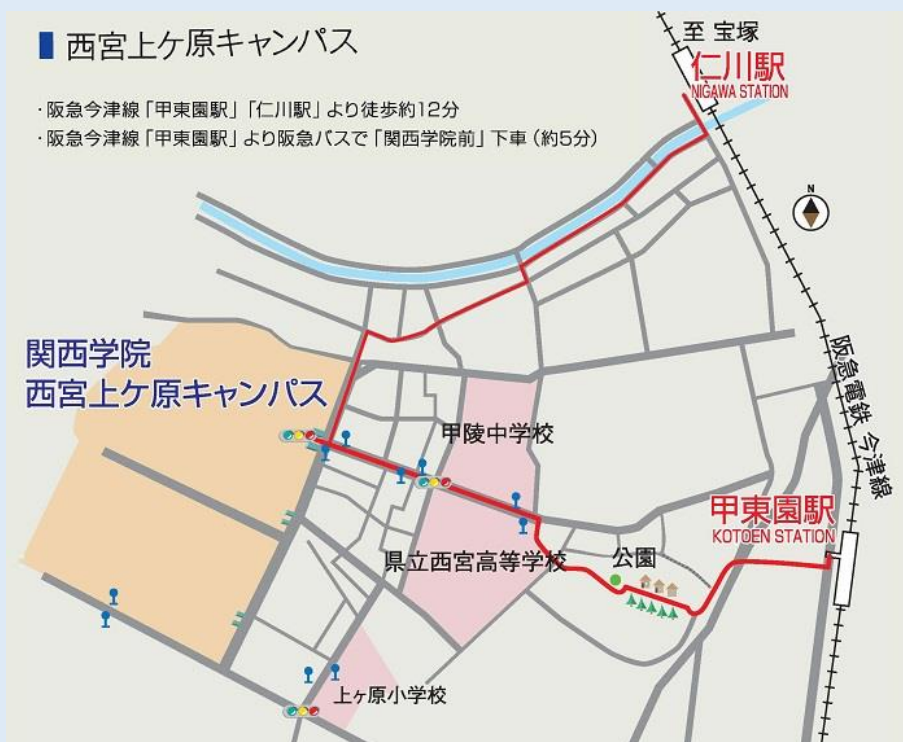 西宮上ケ原キャンパス
・阪急今津線「甲東園駅」「仁川駅」より徒歩約12分
・阪急今津線「甲東園駅」より阪急バスで「関西学院前」下車（約5分）
至 宝塚
仁川駅
NIGAWA STATION
N
阪急電鉄 今津線
関西学院
西宮上ケ原キャンパス
甲陵中学校
甲東園駅
KOTOEN STATION
公園
県立西宮高等学校
上ヶ原小学校